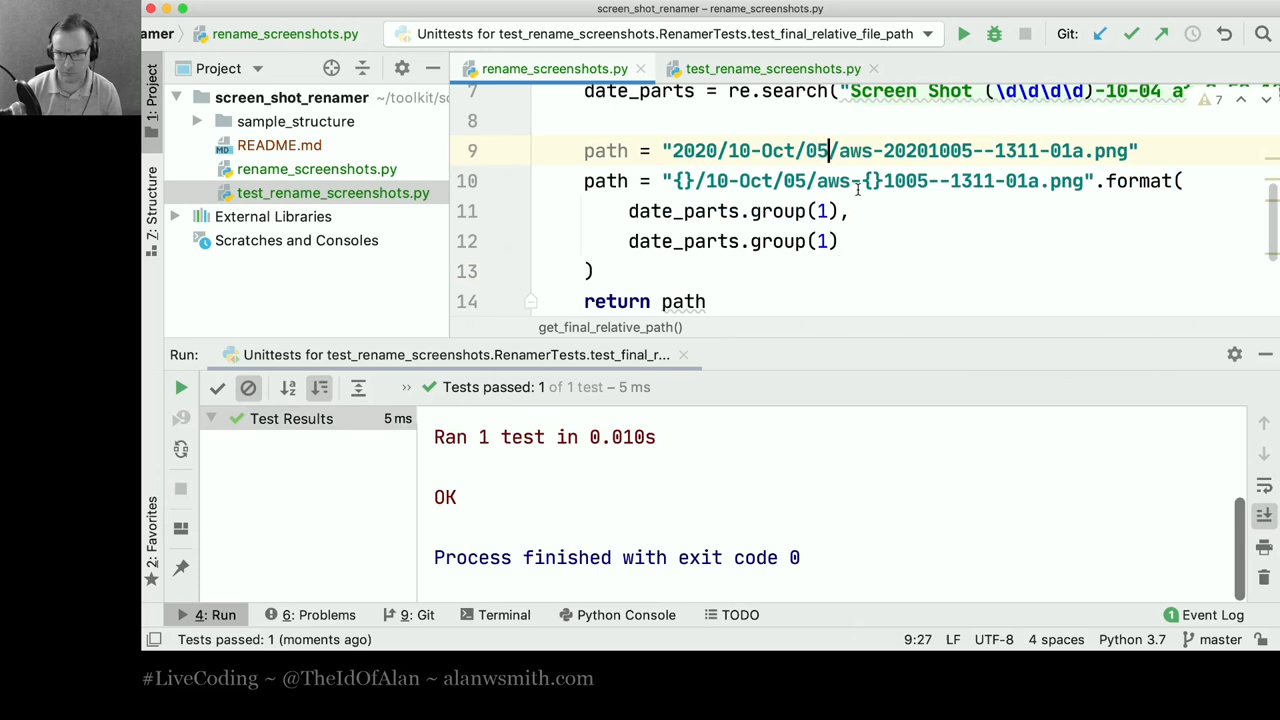 screen_shot_renamer – rename_screenshots.py
amer rename_screenshots.py Unittests for test_rename_screenshots.RenamerTests.test_final_relative_file_path Git:
1: Project
Project
rename_screenshots.py test_rename_screenshots.py
screen_shot_renamer ~/toolkit/sc
sample_structure
README.md
rename_screenshots.py
test_rename_screenshots.py
External Libraries
Scratches and Consoles
7: Structure
7 date_parts = re.search("Screen Shot (\d\d\d\d)-10-04 a
7
8
9 path = "2020/10-Oct/05/aws-20201005--1311-01a.png"
10 path = "{}/10-Oct/05/aws-{}1005--1311-01a.png".format(
11 date_parts.group(1),
12 date_parts.group(1)
13 )
14 return path
get_final_relative_path()
Run: Unittests for test_rename_screenshots.RenamerTests.test_final_r...
Tests passed: 1 of 1 test – 5 ms
Test Results 5 ms
Ran 1 test in 0.010s
OK
Process finished with exit code 0
2: Favorites
4: Run 6: Problems 9: Git Terminal Python Console TODO 1 Event Log
Tests passed: 1 (moments ago) 9:27 LF UTF-8 4 spaces Python 3.7 master
#LiveCoding ~ @TheIdOfAlan ~ alanwsmith.com